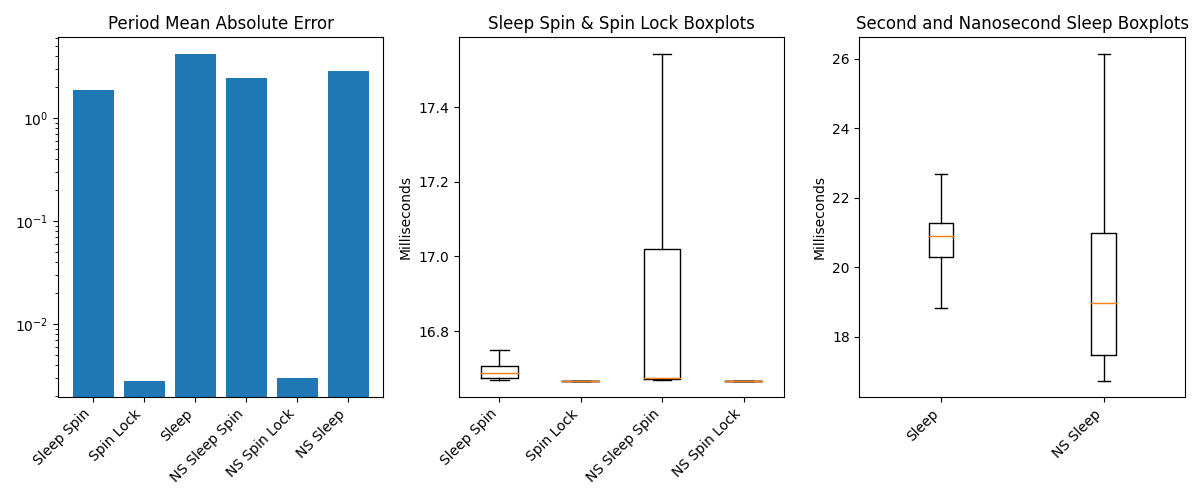 Period Mean Absolute Error
10^0
10^-1
10^-2
Sleep Spin
Spin Lock
Sleep
NS Sleep Spin
NS Spin Lock
NS Sleep
Sleep Spin & Spin Lock Boxplots
Milliseconds
17.4
17.2
17.0
16.8
Sleep Spin
Spin Lock
NS Sleep Spin
NS Spin Lock
Second and Nanosecond Sleep Boxplots
Milliseconds
26
24
22
20
18
Sleep
NS Sleep